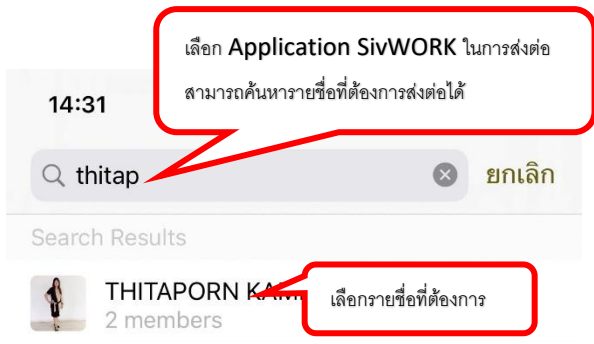 เลือก Application SivWORK ในการส่งต่อ
สามารถค้นหารายชื่อที่ต้องการส่งต่อได้
14:31
thitap
ยกเลิก
Search Results
THITAPORN
เลือกรายชื่อที่ต้องการ
2 members